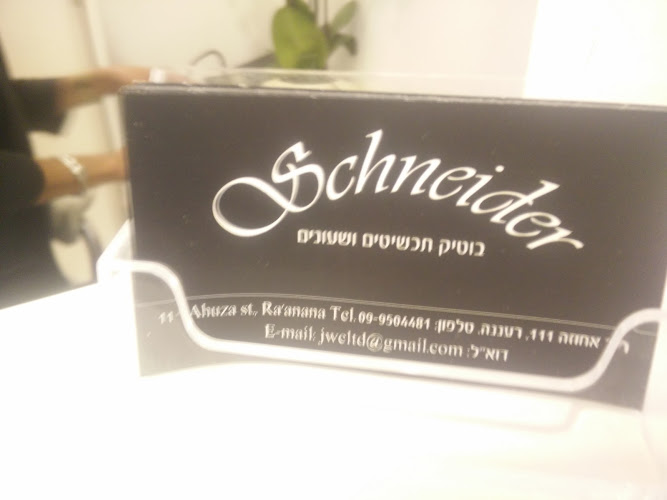 Schneider
בוטיק תכשיטים ושעונים
Ahuza st., Ra'anana Tel. 09-9504481 :אחוזה 111, רעננה. טלפון
E-mail: jweltd@gmail.com :דוא"ל